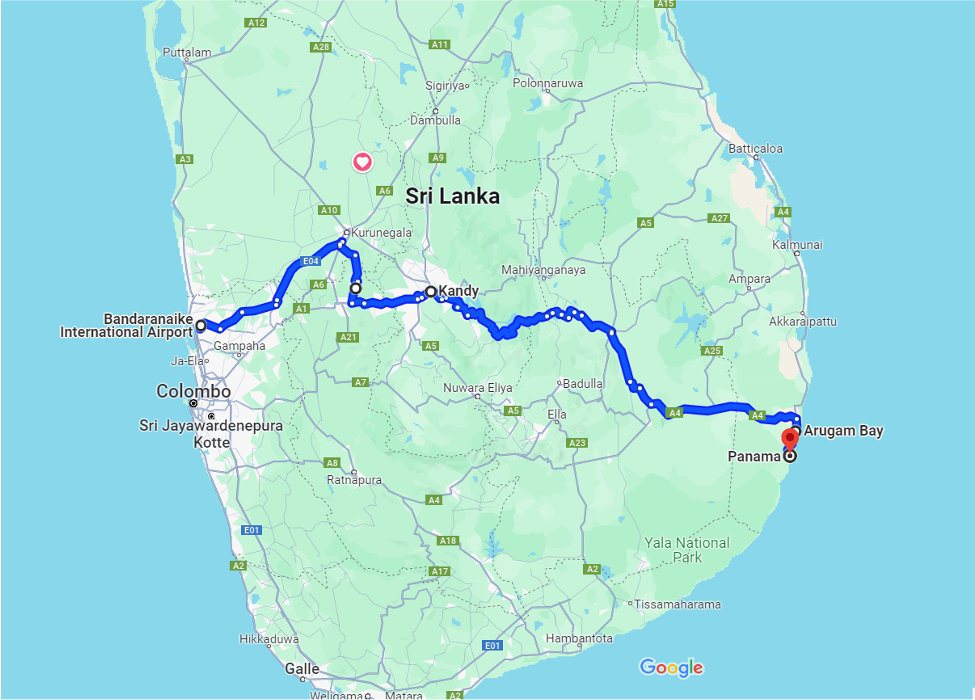 A15
A12
A28
A11
Puttalam
Sigiriya
Polonnaruwa
Dambulla
A3
A9
Batticaloa
A6
Sri Lanka
A10
A4
A27
A5
Kurunegala
Kalmunai
E04
Mahiyanganaya
A6
Ampara
Kandy
A1
Bandaranaike
International Airport
Akkaraipattu
A21
Gampaha
A5
A25
Ja-Ela
A7
Colombo
Nuwara Eliya
Badulla
A5
Ella
A4
A4
Sri Jayawardenepura
Kotte
A23
Arugam Bay
Panama
A8
Ratnapura
A4
E01
A18
Yala National
Park
A2
A17
A2
Tissamaharama
Hikkaduwa
E01
Hambantota
Galle
Google
Weligama
Matara
A2